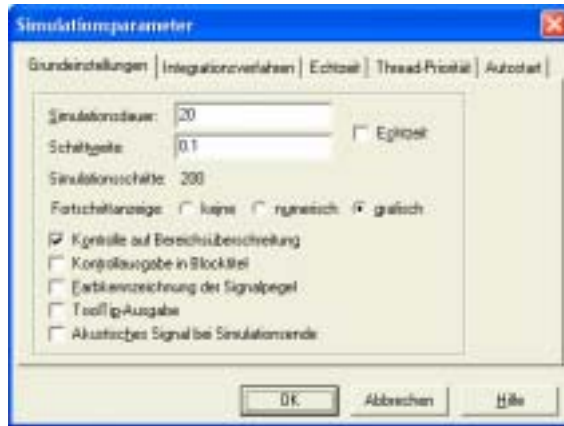 Simulationsparameter
Grundeinstellungen Integrationsverfahren Echtzeit Thread-Priorität Autostart
Simulationsdauer: 20
Echtzeit
Schrittweite 0.1
Simulationsschritte: 200
Fortschrittanzeige: keine numerisch grafisch
Kontrolle auf Bereichsüberschreitung
Kontrollausgabe in Blocktitel
Farbkennzeichnung der Signalpegel
ToolTip-Ausgabe
Akustisches Signal bei Simulationsende
OK Abbrechen Hilfe